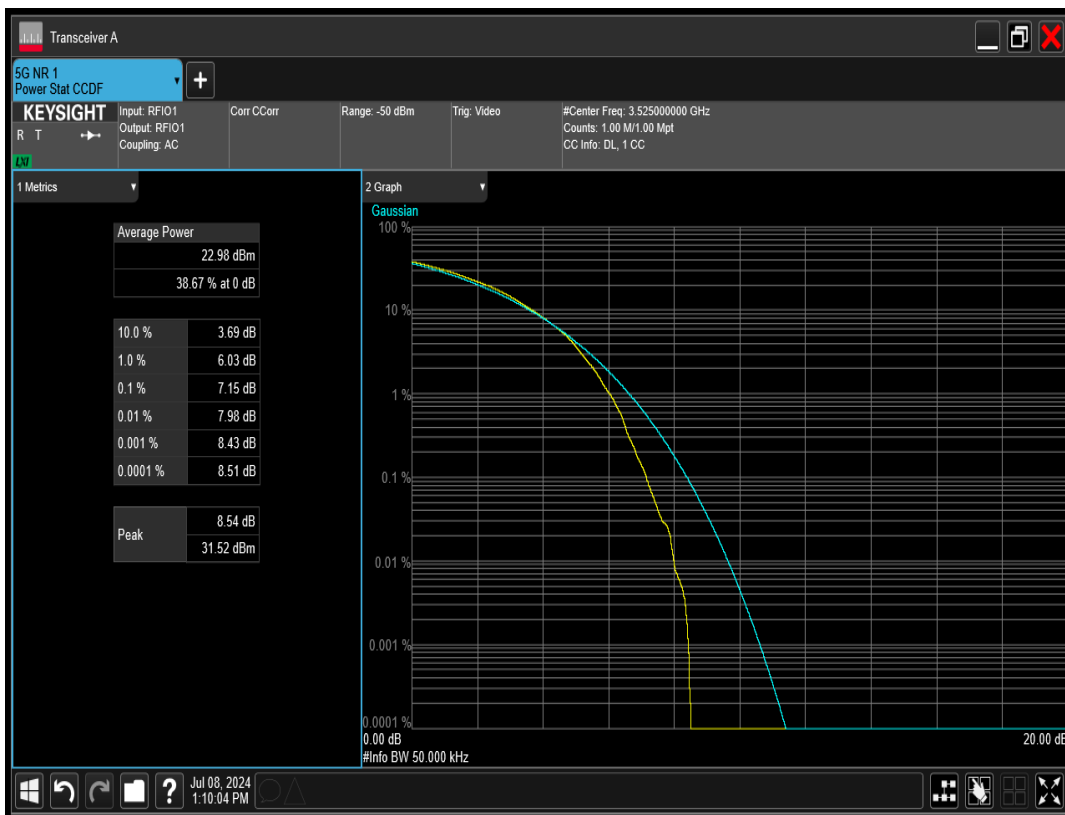 Transceiver A
5G NR 1
Power Stat CCDF
+
KEYSIGHT
R T
LXI
Input: RFIO1
Output: RFIO1
Coupling: AC
Corr CCorr
Range: -50 dBm
Trig: Video
#Center Freq: 3.525000000 GHz
Counts: 1.00 M/1.00 Mpt
CC Info: DL, 1 CC
1 Metrics
Average Power
22.98 dBm
38.67 % at 0 dB
10.0 % 3.69 dB
1.0 % 6.03 dB
0.1 % 7.15 dB
0.01 % 7.98 dB
0.001 % 8.43 dB
0.0001 % 8.51 dB
Peak
8.54 dB
31.52 dBm
2 Graph
Gaussian
100 %
10 %
1 %
0.1 %
0.01 %
0.001 %
0.0001 %
0.00 dB 20.00 dB
#Info BW 50.000 kHz
?
Jul 08, 2024
1:10:04 PM